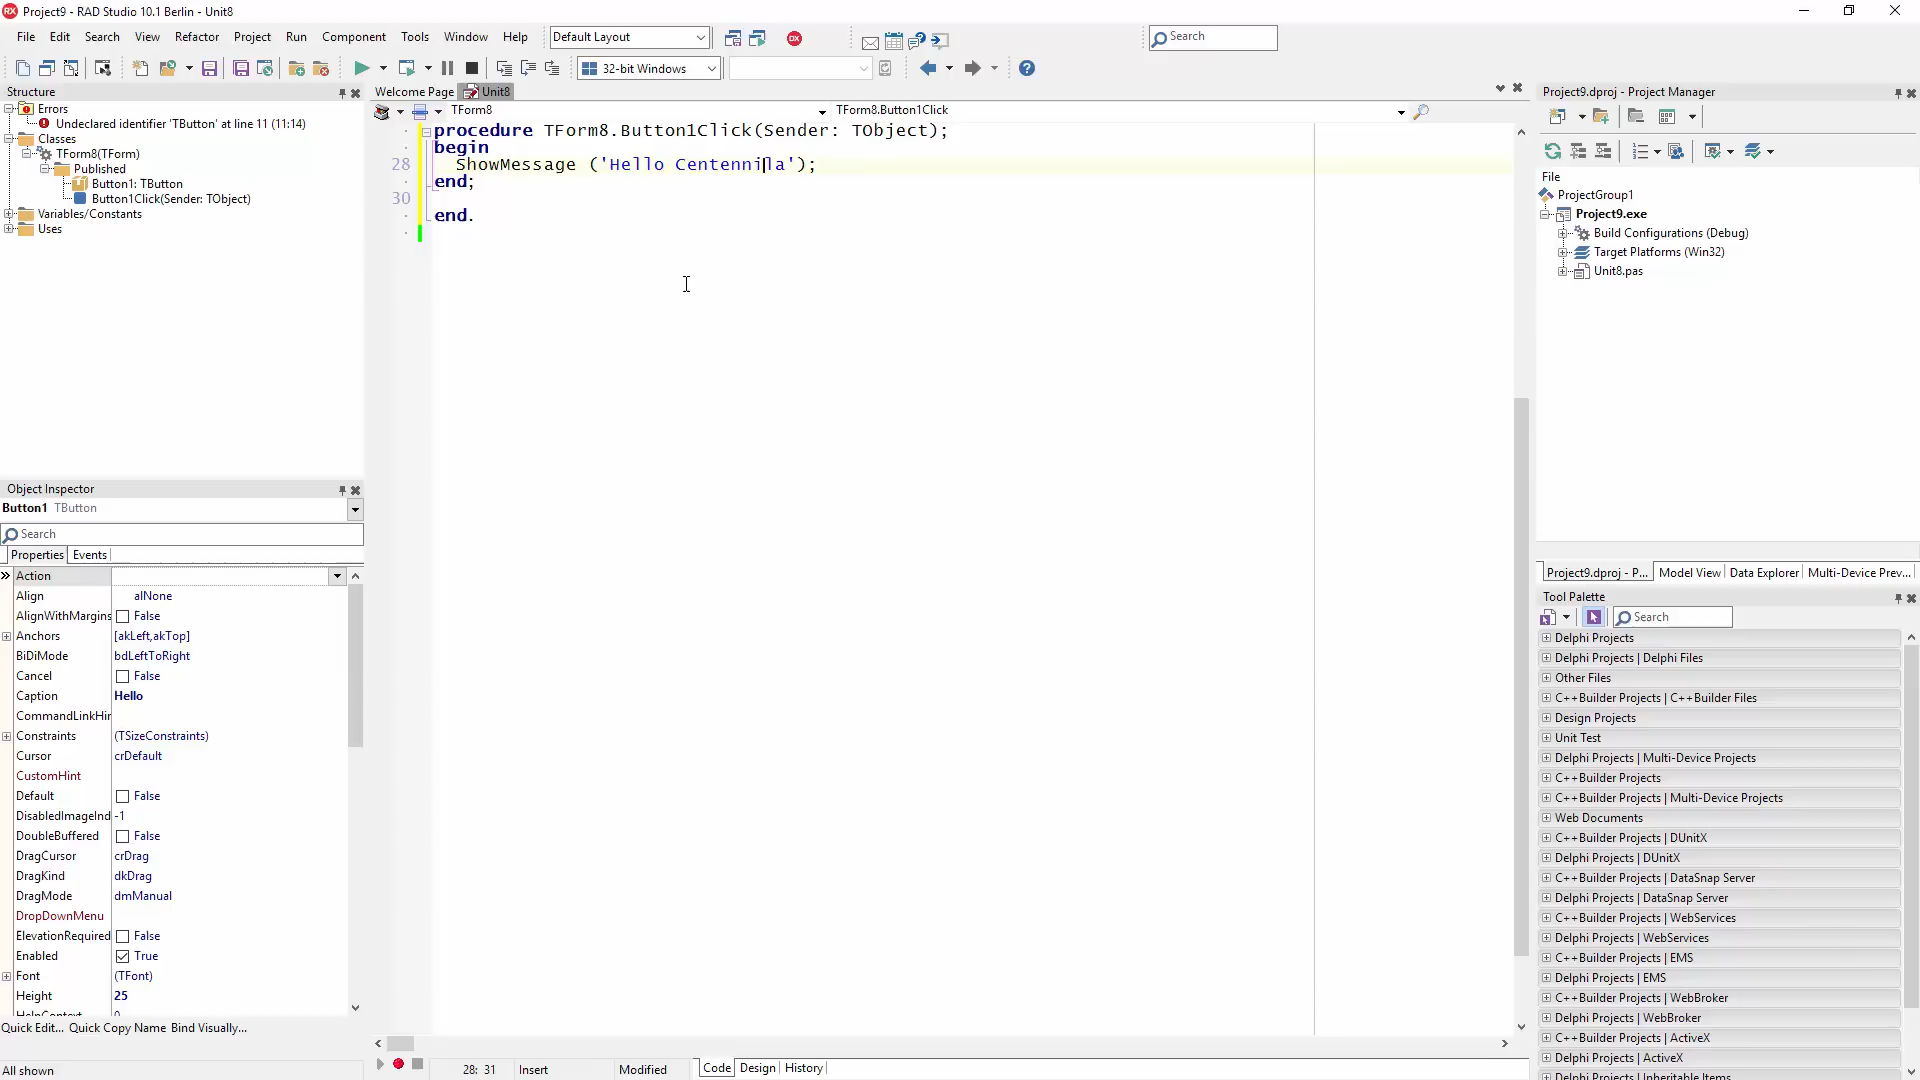 Project9 - RAD Studio 10.1 Berlin - Unit8
File Edit Search View Refactor Project Run Component Tools Window Help Default Layout Search
32-bit Windows
Structure
Errors
Undeclared identifier 'TButton' at line 11 (11:14)
Classes
TForm8(TForm)
Published
Button1: TButton
Button1Click(Sender: TObject)
Variables/Constants
Uses
Welcome Page Unit8
TForm8 TForm8.Button1Click
procedure TForm8.Button1Click(Sender: TObject);
begin
28 ShowMessage ('Hello Centennila');
end;
30
end.
Object Inspector
Button1 TButton
Search
Properties Events
Action
Align alNone
AlignWithMargins False
Anchors [akLeft,akTop]
BiDiMode bdLeftToRight
Cancel False
Caption Hello
CommandLinkHin
Constraints (TSizeConstraints)
Cursor crDefault
CustomHint
Default False
DisabledImageInd -1
DoubleBuffered False
DragCursor crDrag
DragKind dkDrag
DragMode dmManual
DropDownMenu
ElevationRequired False
Enabled True
Font (TFont)
Height 25
HelpContext 0
Quick Edit... Quick Copy Name Bind Visually...
All shown
28: 31 Insert Modified Code Design History
Project9.dproj - Project Manager
File
ProjectGroup1
Project9.exe
Build Configurations (Debug)
Target Platforms (Win32)
Unit8.pas
Project9.dproj - P... Model View Data Explorer Multi-Device Prev...
Tool Palette
Search
Delphi Projects
Delphi Projects | Delphi Files
Other Files
C++Builder Projects | C++Builder Files
Design Projects
Unit Test
Delphi Projects | Multi-Device Projects
C++Builder Projects
C++Builder Projects | Multi-Device Projects
Web Documents
C++Builder Projects | DUnitX
Delphi Projects | DUnitX
C++Builder Projects | DataSnap Server
Delphi Projects | DataSnap Server
C++Builder Projects | WebServices
Delphi Projects | WebServices
C++Builder Projects | EMS
Delphi Projects | EMS
C++Builder Projects | WebBroker
Delphi Projects | WebBroker
C++Builder Projects | ActiveX
Delphi Projects | ActiveX
Delphi Projects | Inheritable Items